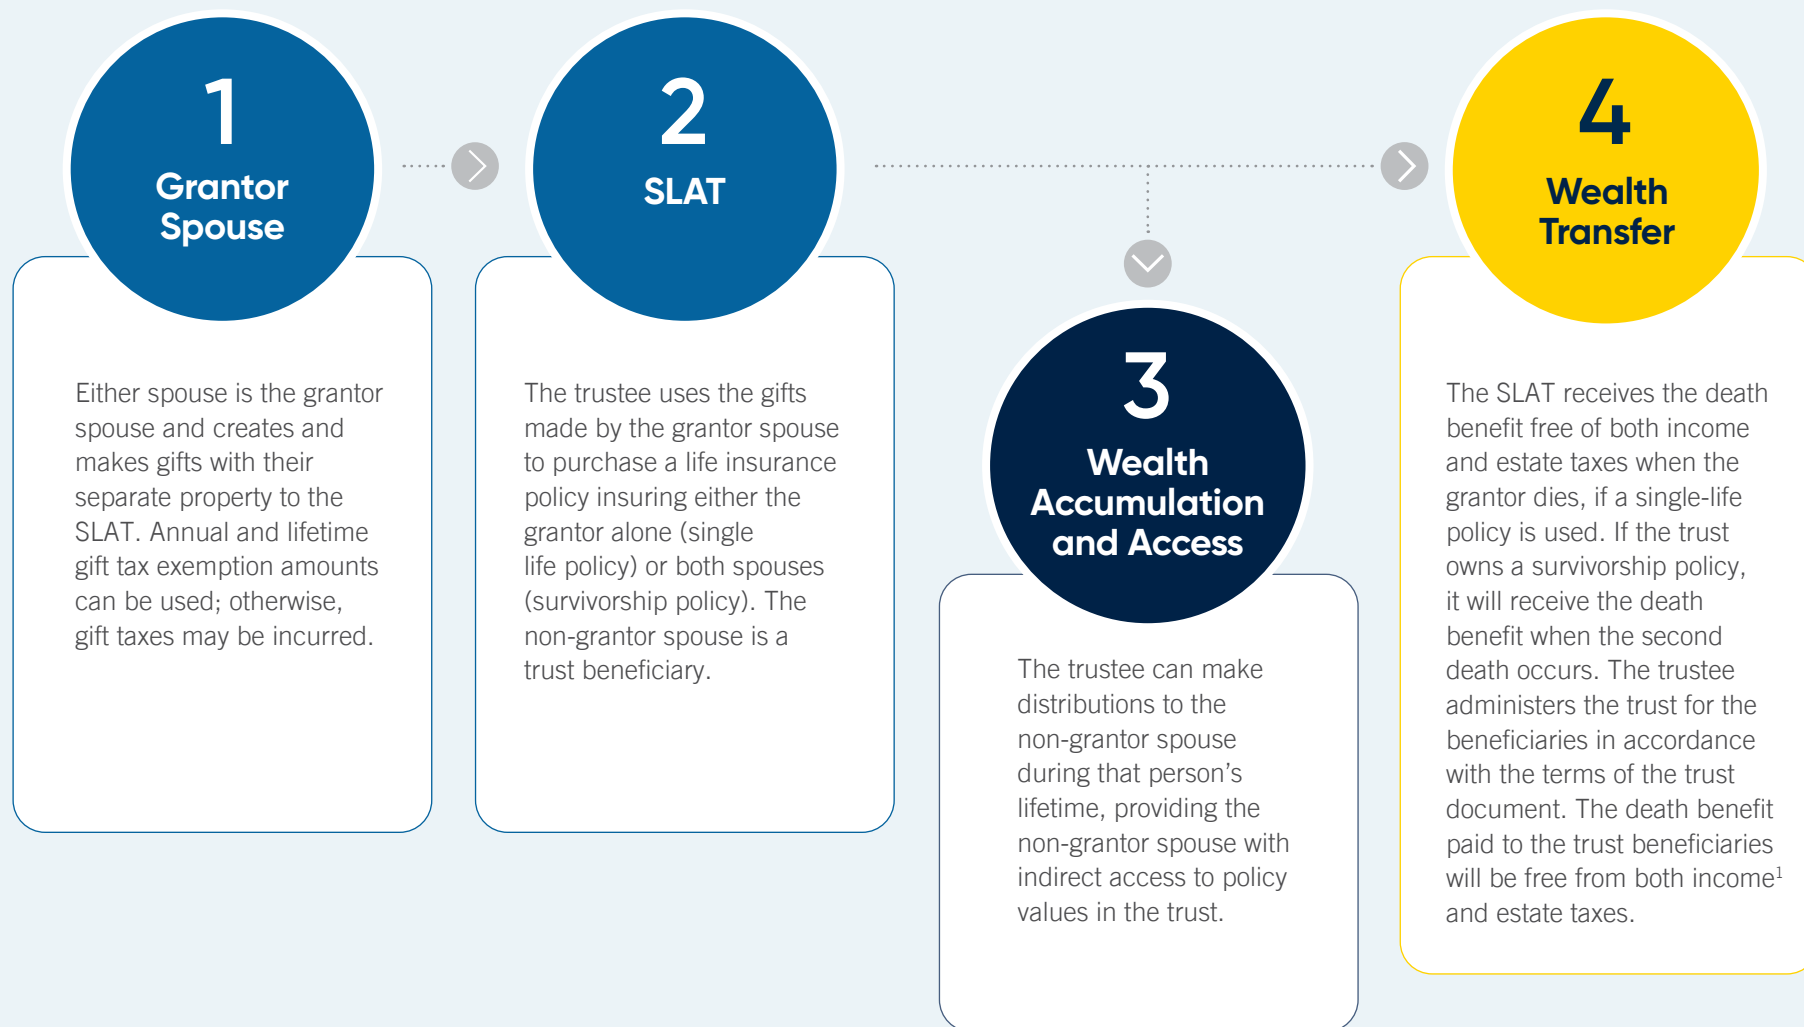 1
Grantor
Spouse
Either spouse is the grantor
spouse and creates and
makes gifts with their
separate property to the
SLAT. Annual and lifetime
gift tax exemption amounts
can be used; otherwise,
gift taxes may be incurred.
2
SLAT
The trustee uses the gifts
made by the grantor spouse
to purchase a life insurance
policy insuring either the
grantor alone (single
life policy) or both spouses
(survivorship policy). The
non-grantor spouse is a
trust beneficiary.
3
Wealth
Accumulation
and Access
The trustee can make
distributions to the
non-grantor spouse
during that person’s
lifetime, providing the
non-grantor spouse with
indirect access to policy
values in the trust.
4
Wealth
Transfer
The SLAT receives the death
benefit free of both income
and estate taxes when the
grantor dies, if a single-life
policy is used. If the trust
owns a survivorship policy,
it will receive the death
benefit when the second
death occurs. The trustee
administers the trust for the
beneficiaries in accordance
with the terms of the trust
document. The death benefit
paid to the trust beneficiaries
will be free from both income¹
and estate taxes.